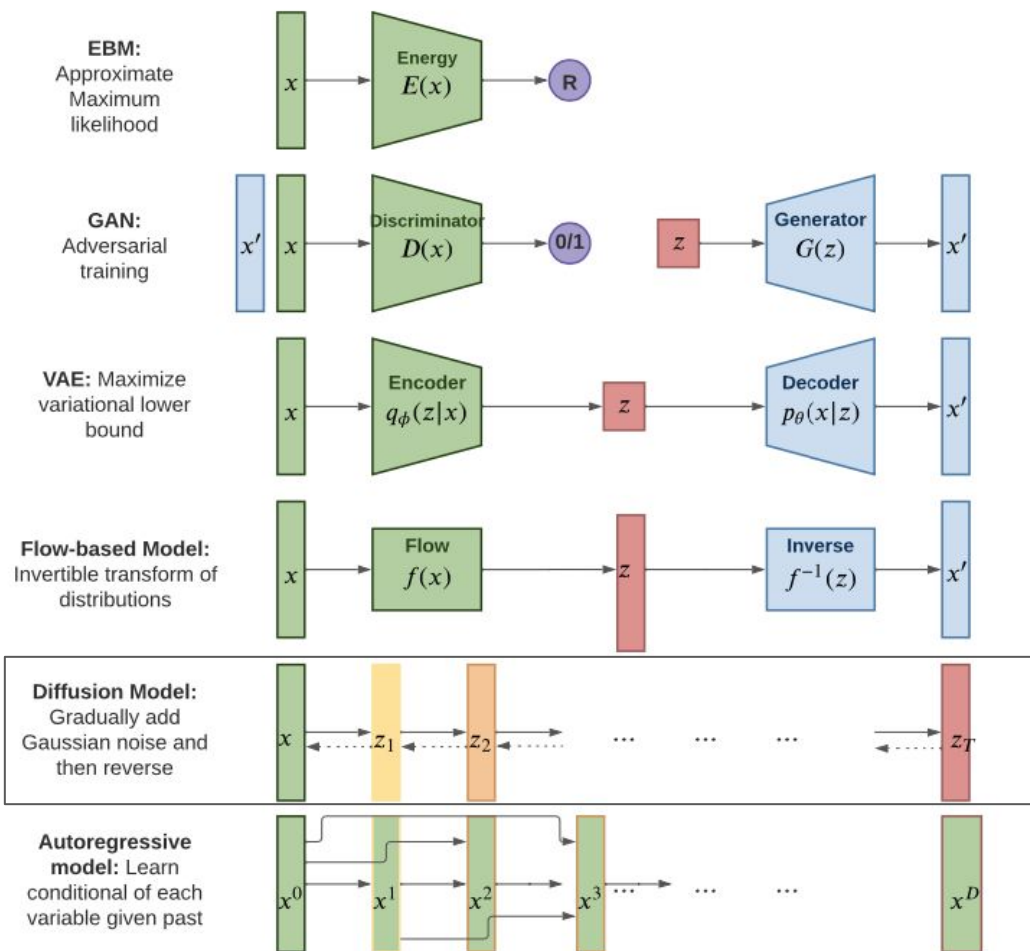 EBM:
Approximate
Maximum
likelihood
x
Energy
E(x)
R
GAN:
Adversarial
training
x′
x
Discriminator
D(x)
0/1
z
Generator
G(z)
x′
VAE: Maximize
variational lower
bound
x
Encoder
qϕ(z|x)
z
Decoder
pθ(x|z)
x′
Flow-based Model:
Invertible transform of
distributions
x
Flow
f(x)
z
Inverse
f⁻¹(z)
x′
Diffusion Model:
Gradually add
Gaussian noise and
then reverse
x
z₁
z₂
... ... ...
z_T
Autoregressive
model: Learn
conditional of each
variable given past
x⁰
x¹
x²
x³
... ... ...
x^D